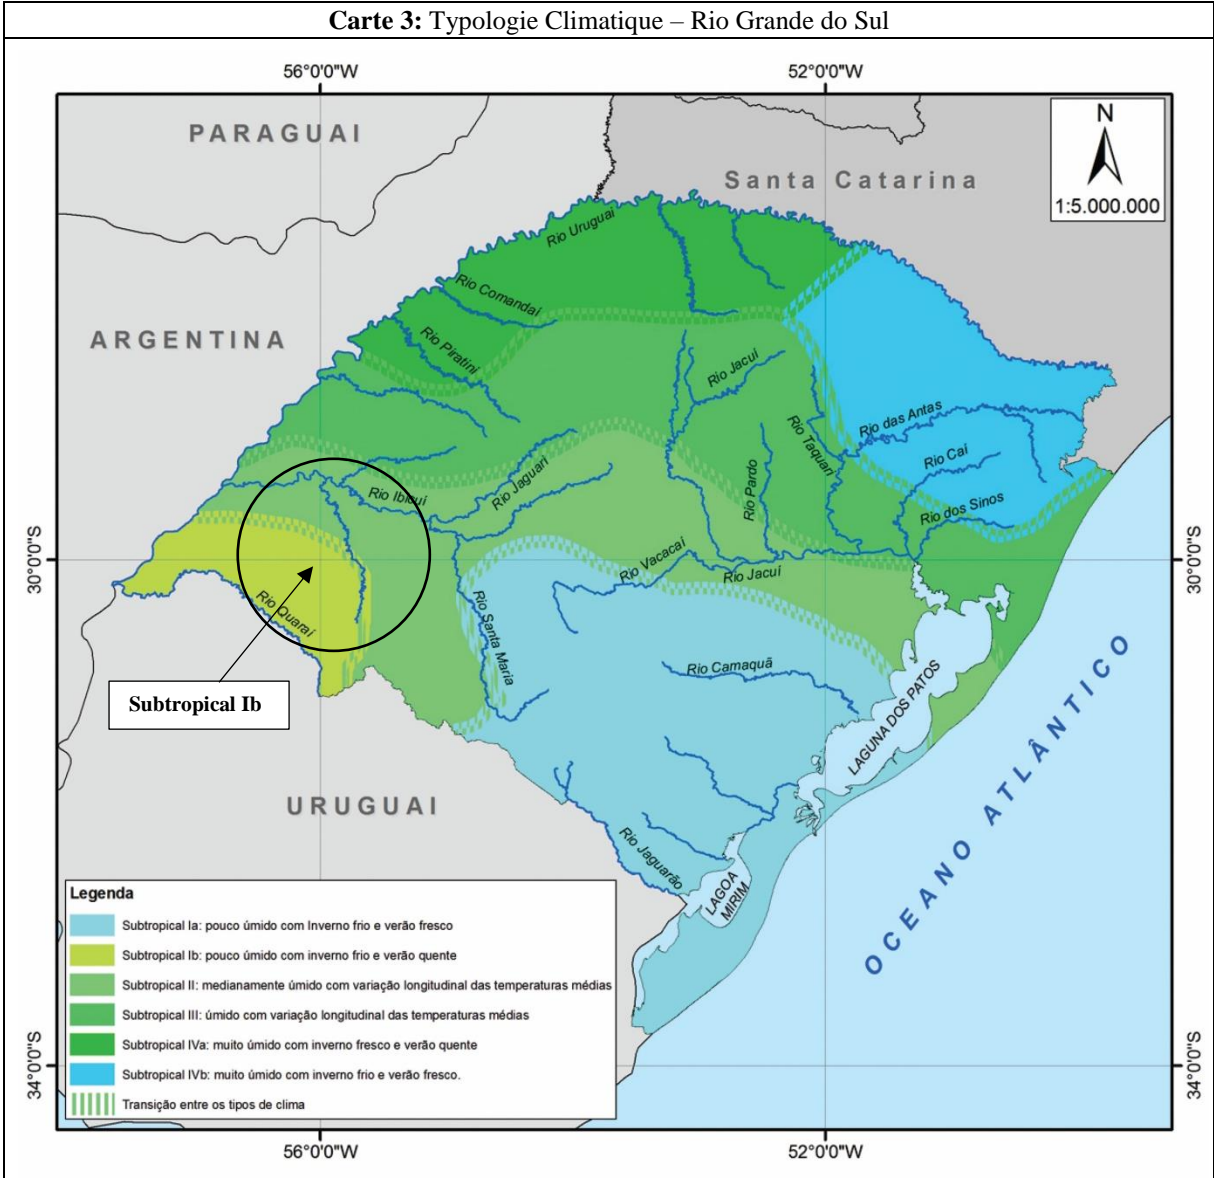 Carte 3: Typologie Climatique – Rio Grande do Sul
56°0'0"W
52°0'0"W
PARAGUAI
N
1:5.000.000
Santa Catarina
Rio Uruguai
Rio Comandaí
ARGENTINA
Rio Piratini
Rio Jacuí
Rio das Antas
Rio Taquari
Rio Caí
Rio Jaguari
Rio Ibicuí
Rio Pardo
Rio dos Sinos
30°0'0"S
30°0'0"S
Rio Vacacaí
Rio Jacuí
Rio Quaraí
Rio Santa Maria
Rio Camaquã
Subtropical Ib
LAGUNA DOS PATOS
OCEANO ATLÂNTICO
URUGUAI
Rio Jaguarão
LAGOA
MIRIM
Legenda
Subtropical Ia: pouco úmido com Inverno frio e verão fresco
Subtropical Ib: pouco úmido com inverno frio e verão quente
Subtropical II: medianamente úmido com variação longitudinal das temperaturas médias
Subtropical III: úmido com variação longitudinal das temperaturas médias
Subtropical IVa: muito úmido com inverno fresco e verão quente
Subtropical IVb: muito úmido com inverno frio e verão fresco.
Transição entre os tipos de clima
34°0'0"S
34°0'0"S
56°0'0"W
52°0'0"W